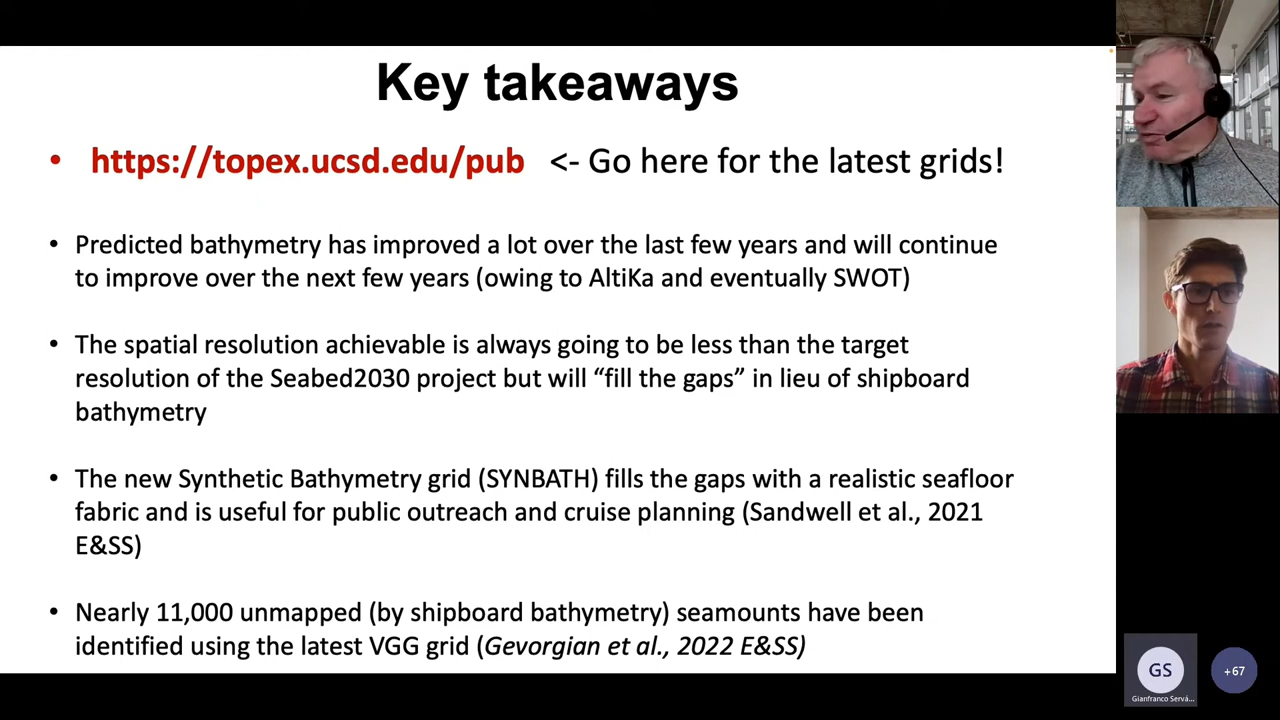 Key takeaways
• https://topex.ucsd.edu/pub <- Go here for the latest grids!
• Predicted bathymetry has improved a lot over the last few years and will continue
to improve over the next few years (owing to AltiKa and eventually SWOT)
• The spatial resolution achievable is always going to be less than the target
resolution of the Seabed2030 project but will “fill the gaps” in lieu of shipboard
bathymetry
• The new Synthetic Bathymetry grid (SYNBATH) fills the gaps with a realistic seafloor
fabric and is useful for public outreach and cruise planning (Sandwell et al., 2021
E&SS)
• Nearly 11,000 unmapped (by shipboard bathymetry) seamounts have been
identified using the latest VGG grid (Gevorgian et al., 2022 E&SS)
GS
Gianfranco Servá...
+67